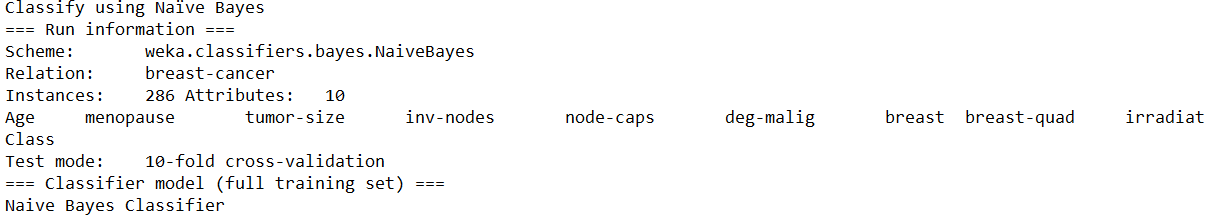 Classify using Naïve Bayes
=== Run information ===
Scheme:       weka.classifiers.bayes.NaiveBayes
Relation:     breast-cancer
Instances:    286 Attributes:   10
Age     menopause       tumor-size      inv-nodes       node-caps       deg-malig       breast  breast-quad     irradiat
Class
Test mode:    10-fold cross-validation
=== Classifier model (full training set) ===
Naive Bayes Classifier